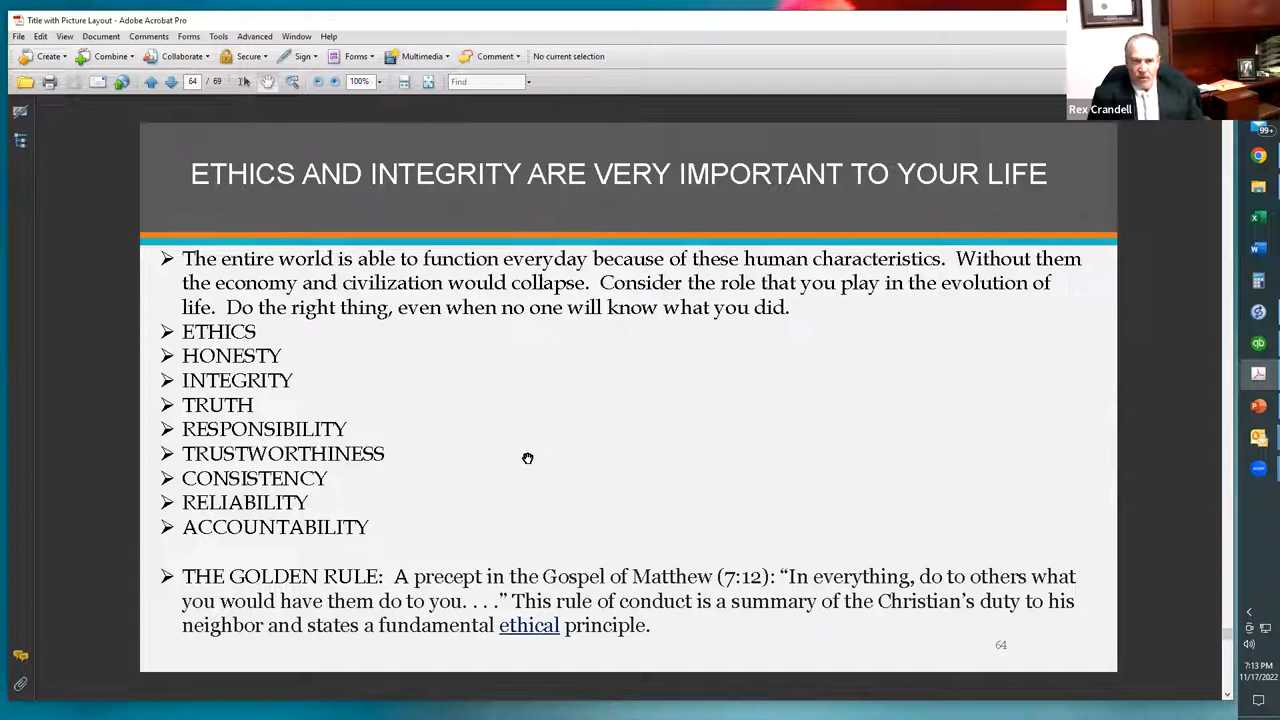 Title with Picture Layout - Adobe Acrobat Pro
File Edit View Document Comments Forms Tools Advanced Window Help
Create Combine Collaborate Secure Sign Forms Multimedia Comment No current selection
64 / 69 100% Find
Rex Crandell
99+
ETHICS AND INTEGRITY ARE VERY IMPORTANT TO YOUR LIFE
➢ The entire world is able to function everyday because of these human characteristics. Without them
the economy and civilization would collapse. Consider the role that you play in the evolution of
life. Do the right thing, even when no one will know what you did.
➢ ETHICS
➢ HONESTY
➢ INTEGRITY
➢ TRUTH
➢ RESPONSIBILITY
➢ TRUSTWORTHINESS
➢ CONSISTENCY
➢ RELIABILITY
➢ ACCOUNTABILITY
➢ THE GOLDEN RULE: A precept in the Gospel of Matthew (7:12): “In everything, do to others what
you would have them do to you. . . .” This rule of conduct is a summary of the Christian’s duty to his
neighbor and states a fundamental ethical principle.
64
7:13 PM
11/17/2022